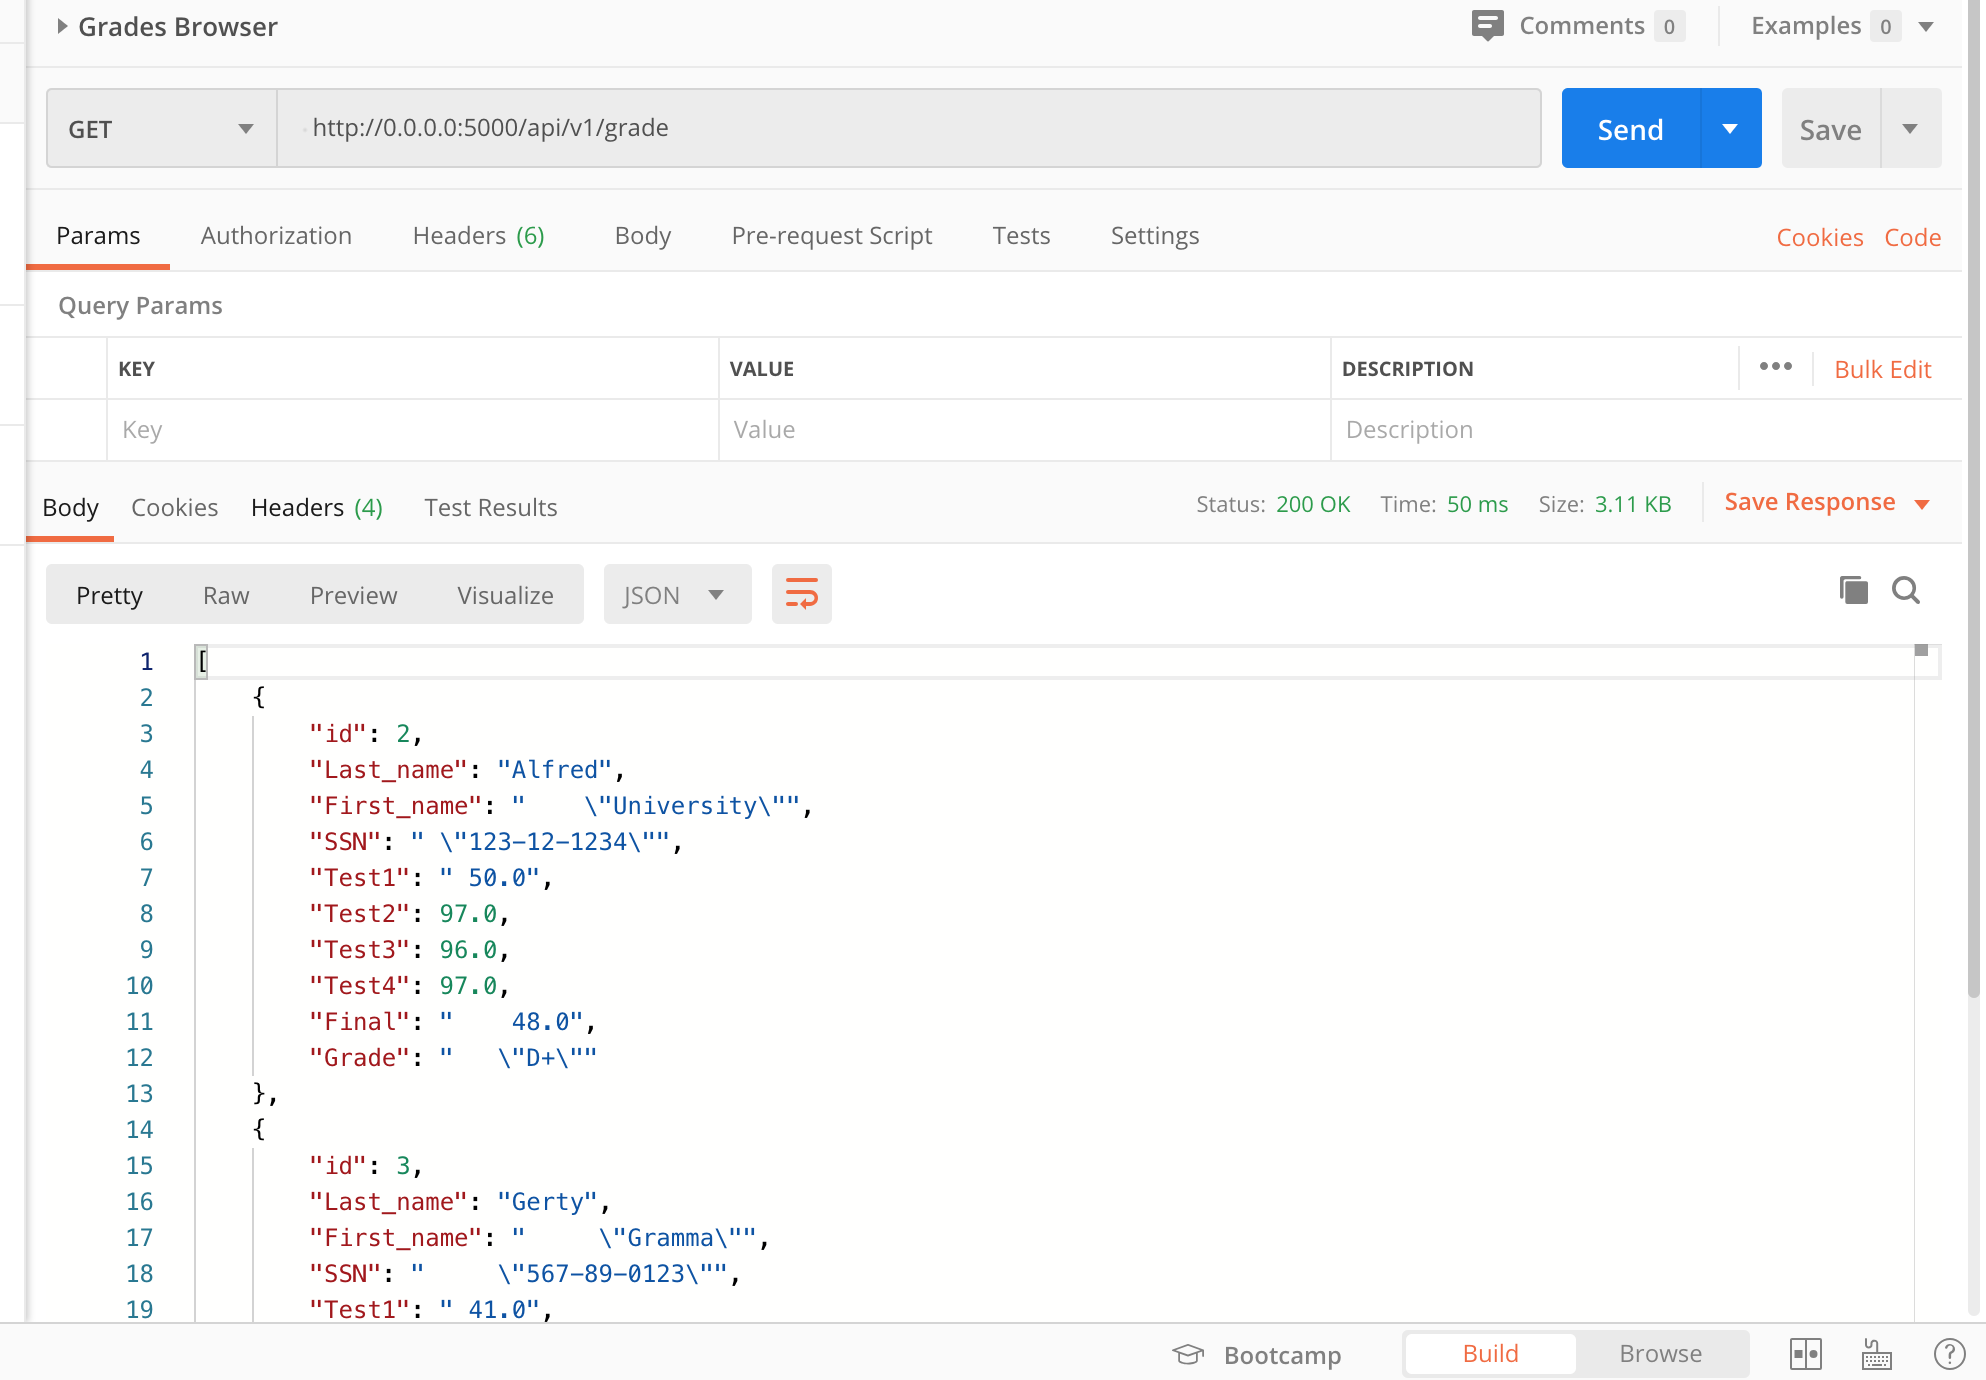 Grades Browser Comments 0 Examples 0
GET http://0.0.0.0:5000/api/v1/grade Send Save
Params Authorization Headers (6) Body Pre-request Script Tests Settings Cookies Code
Query Params
KEY VALUE DESCRIPTION ••• Bulk Edit
Key Value Description
Body Cookies Headers (4) Test Results Status: 200 OK Time: 50 ms Size: 3.11 KB Save Response
Pretty Raw Preview Visualize JSON
1 [
2 {
3 "id": 2,
4 "Last_name": "Alfred",
5 "First_name": "    \"University\"",
6 "SSN": " \"123-12-1234\"",
7 "Test1": " 50.0",
8 "Test2": 97.0,
9 "Test3": 96.0,
10 "Test4": 97.0,
11 "Final": "    48.0",
12 "Grade": "   \"D+\""
13 },
14 {
15 "id": 3,
16 "Last_name": "Gerty",
17 "First_name": "     \"Gramma\"",
18 "SSN": "     \"567-89-0123\"",
19 "Test1": " 41.0",
Bootcamp Build Browse ?